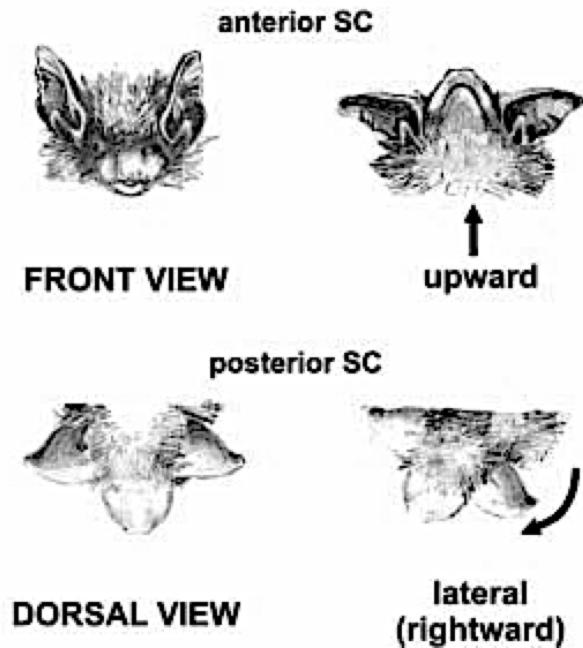 anterior SC
FRONT VIEW
upward
posterior SC
DORSAL VIEW
lateral
(rightward)